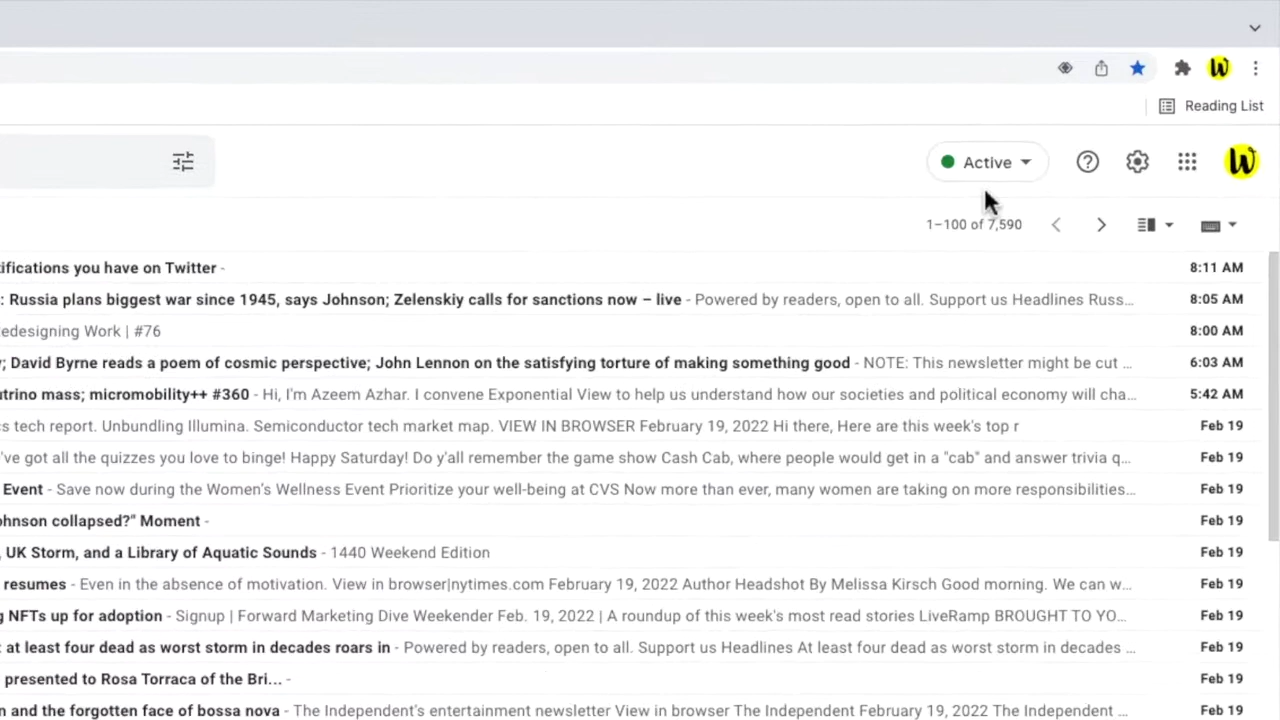 Reading List
Active
1–100 of 7,590
ifications you have on Twitter - 8:11 AM
: Russia plans biggest war since 1945, says Johnson; Zelenskiy calls for sanctions now – live - Powered by readers, open to all. Support us Headlines Russ… 8:05 AM
edesigning Work | #76 8:00 AM
; David Byrne reads a poem of cosmic perspective; John Lennon on the satisfying torture of making something good - NOTE: This newsletter might be cut … 6:03 AM
utrino mass; micromobility++ #360 - Hi, I'm Azeem Azhar. I convene Exponential View to help us understand how our societies and political economy will cha… 5:42 AM
s tech report. Unbundling Illumina. Semiconductor tech market map. VIEW IN BROWSER February 19, 2022 Hi there, Here are this week's top r Feb 19
've got all the quizzes you love to binge! Happy Saturday! Do y'all remember the game show Cash Cab, where people would get in a "cab" and answer trivia q… Feb 19
Event - Save now during the Women's Wellness Event Prioritize your well-being at CVS Now more than ever, many women are taking on more responsibilities… Feb 19
ohnson collapsed?" Moment - Feb 19
, UK Storm, and a Library of Aquatic Sounds - 1440 Weekend Edition Feb 19
resumes - Even in the absence of motivation. View in browser|nytimes.com February 19, 2022 Author Headshot By Melissa Kirsch Good morning. We can w… Feb 19
g NFTs up for adoption - Signup | Forward Marketing Dive Weekender Feb. 19, 2022 | A roundup of this week's most read stories LiveRamp BROUGHT TO YO… Feb 19
: at least four dead as worst storm in decades roars in - Powered by readers, open to all. Support us Headlines At least four dead as worst storm in decades … Feb 19
presented to Rosa Torraca of the Bri… - Feb 19
n and the forgotten face of bossa nova - The Independent's entertainment newsletter View in browser The Independent February 19, 2022 The Independent… Feb 19